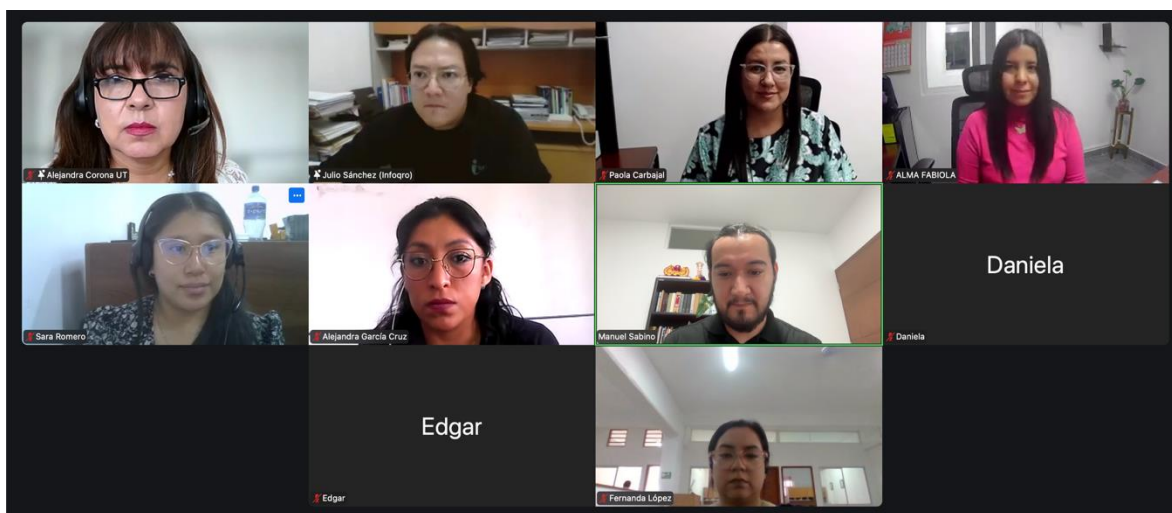 Alejandra Corona UT
Julio Sánchez (Infoqro)
Paola Carbajal
ALMA FABIOLA
Sara Romero
Alejandra García Cruz
Manuel Sabino
Daniela
Daniela
Edgar
Edgar
Fernanda López